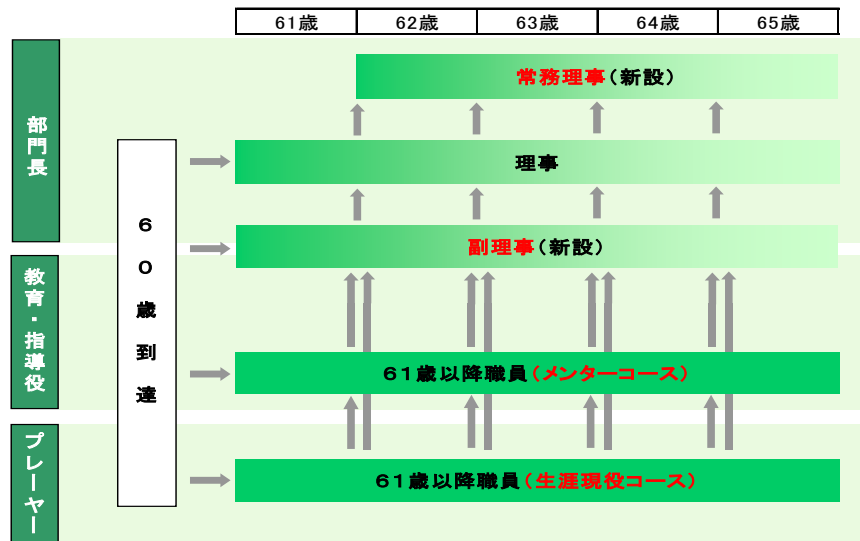 61歳
62歳
63歳
64歳
65歳
部門長
常務理事(新設)
理事
副理事(新設)
60歳到達
教育・指導役
61歳以降職員(メンターコース)
プレーヤー
61歳以降職員(生涯現役コース)